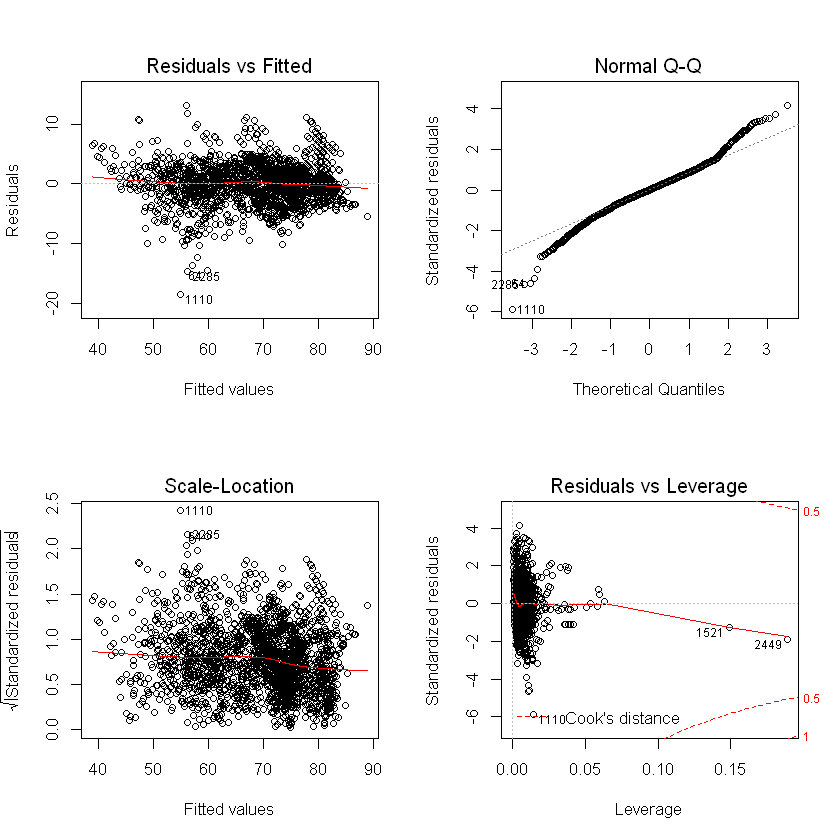 Residuals vs Fitted
Residuals
10
0
-10
-20
1110
40 50 60 70 80 90
Fitted values
Normal Q-Q
Standardized residuals
4
2
0
-2
-4
-6
1110
-3 -2 -1 0 1 2 3
Theoretical Quantiles
Scale-Location
√|Standardized residuals|
2.5
2.0
1.5
1.0
0.5
0.0
1110
40 50 60 70 80 90
Fitted values
Residuals vs Leverage
Standardized residuals
4
2
0
-2
-4
-6
0.5
0.5
1
1521
2449
1110
Cook's distance
0.00 0.05 0.10 0.15
Leverage